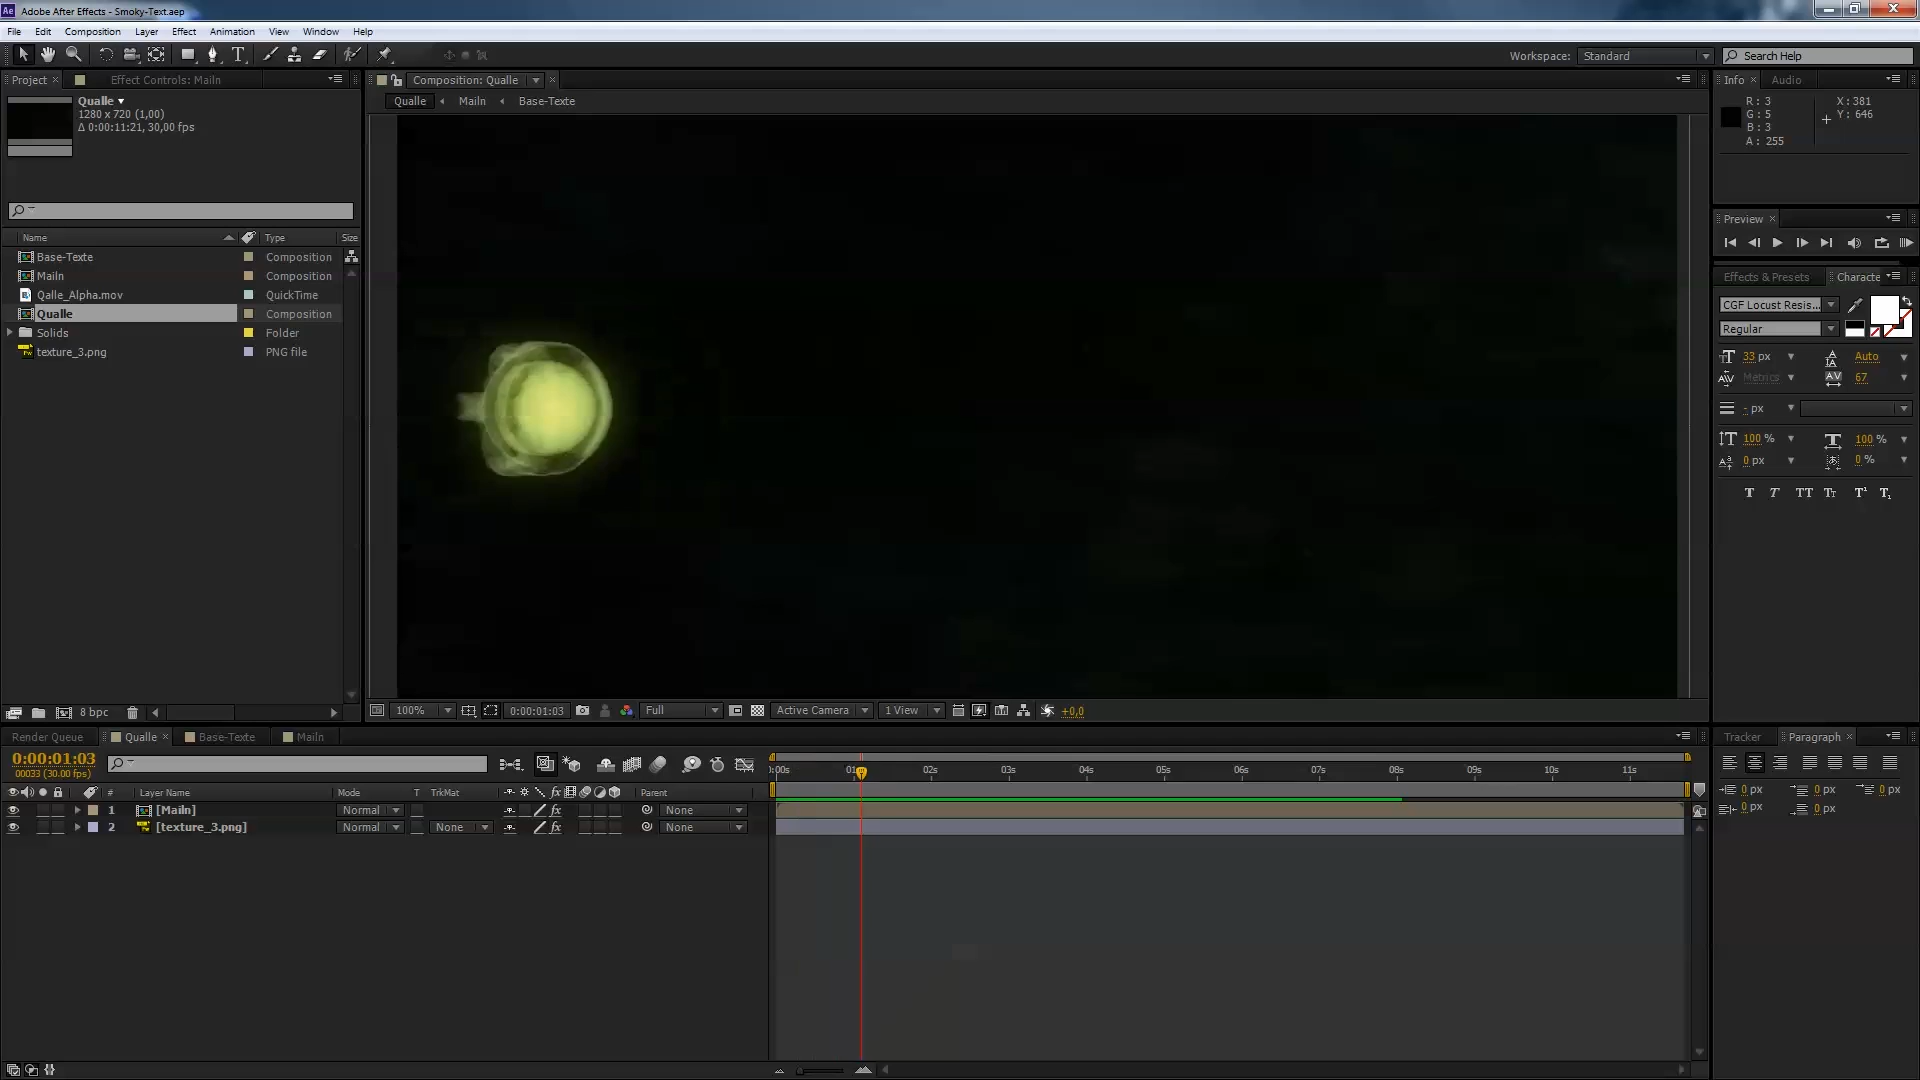 Adobe After Effects - Smoky-Text.aep
File Edit Composition Layer Effect Animation View Window Help
Workspace: Standard
Search Help
Project
Effect Controls: Mailn
Qualle
1280 x 720 (1,00)
Δ 0:00:11:21, 30,00 fps
Name Type Size
Base-Texte Composition
Mailn Composition
Qalle_Alpha.mov QuickTime
Qualle Composition
Solids Folder
texture_3.png PNG file
8 bpc
Composition: Qualle
Qualle Mailn Base-Texte
100% 0:00:01:03 Full Active Camera 1 View +0,0
Info Audio
R: 3 X: 381
G: 5 Y: 646
B: 3
A: 255
Preview
Effects & Presets Characte
CGF Locust Resis...
Regular
33 px Auto
Metrics 67
- px
100 % 100 %
0 px 0 %
Render Queue Qualle Base-Texte Mailn
0:00:01:03
00033 (30.00 fps)
# Layer Name Mode T TrkMat Parent
1 [Mailn] Normal None
2 [texture_3.png] Normal None None
:00s 01 02s 03s 04s 05s 06s 07s 08s 09s 10s 11s
Tracker Paragraph
0 px 0 px 0 px
0 px 0 px